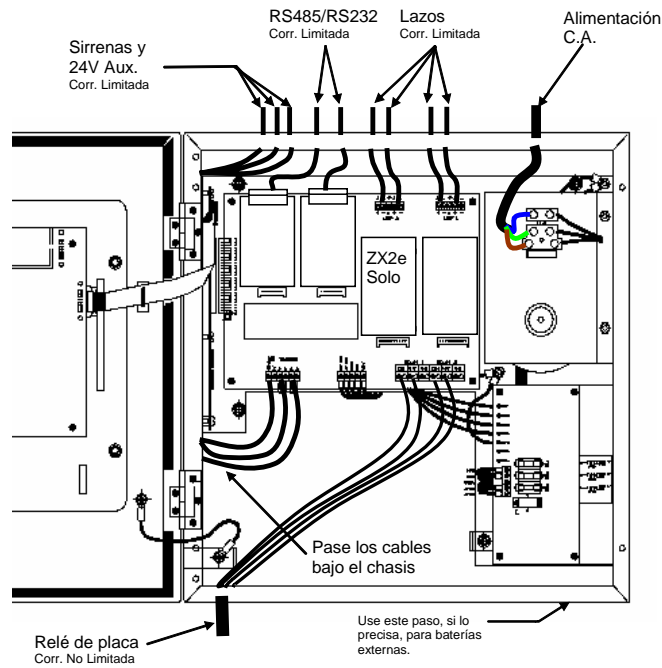 RS485/RS232
Corr. Limitada
Lazos
Corr. Limitada
Alimentación
C.A.
Sirrenas y
24V Aux.
Corr. Limitada
ZX2e
Solo
Pase los cables
bajo el chasis
Relé de placa
Corr. No Limitada
Use este paso, si lo
precisa, para baterías
externas.